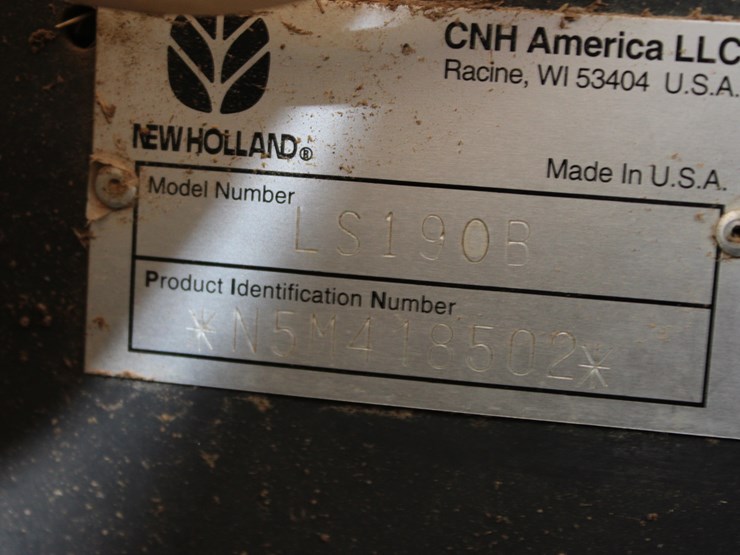 CNH America LLC
Racine, WI 53404 U.S.A.
NEW HOLLAND®
Made In U.S.A.
Model Number
LS190B
Product Identification Number
*N5M418502*